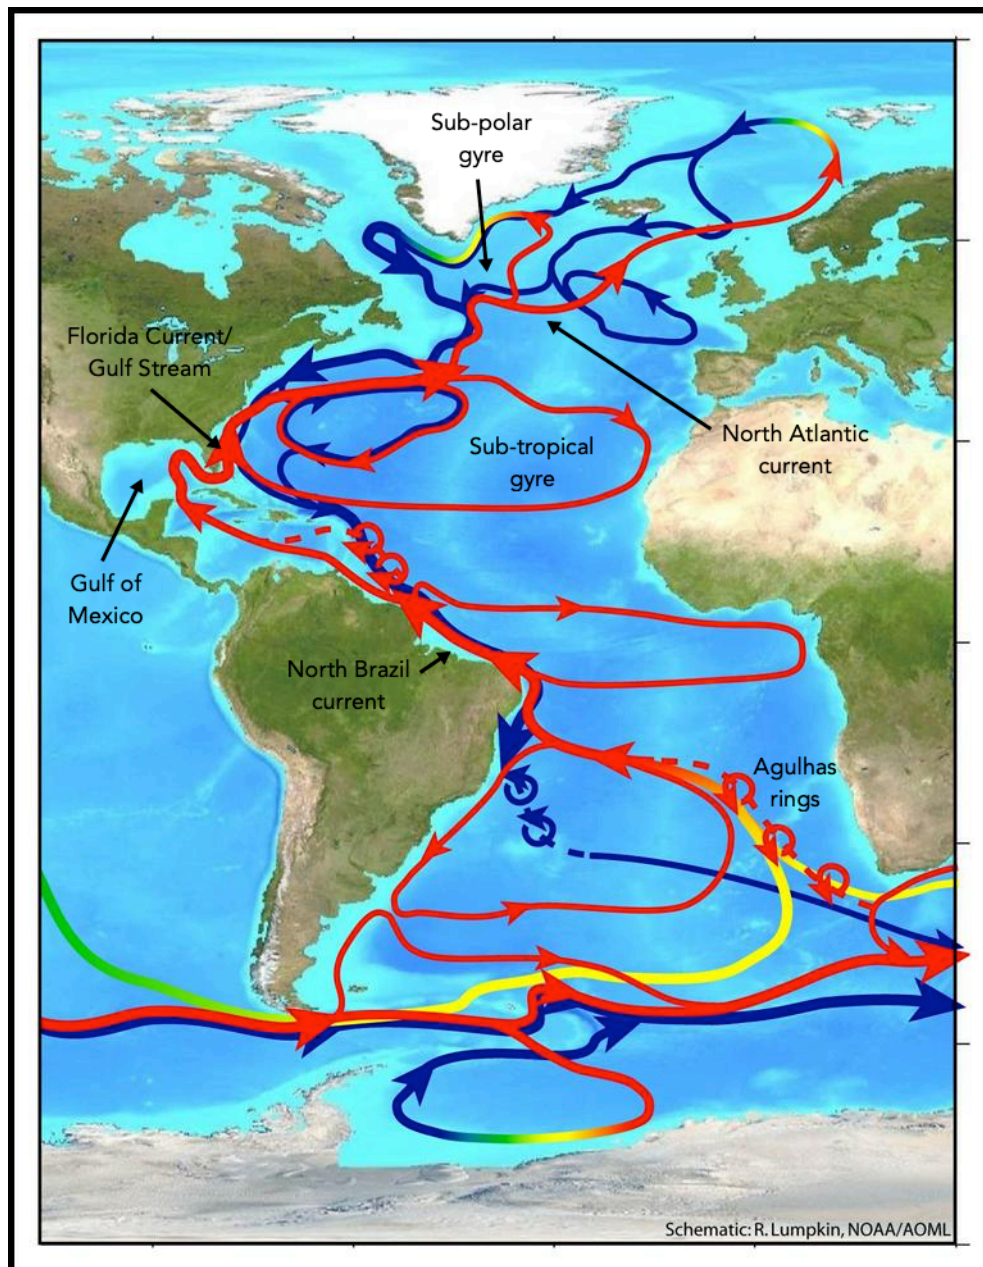 Sub-polar
gyre
Florida Current/
Gulf Stream
North Atlantic
current
Sub-tropical
gyre
Gulf of
Mexico
North Brazil
current
Agulhas
rings
Schematic: R. Lumpkin, NOAA/AOML